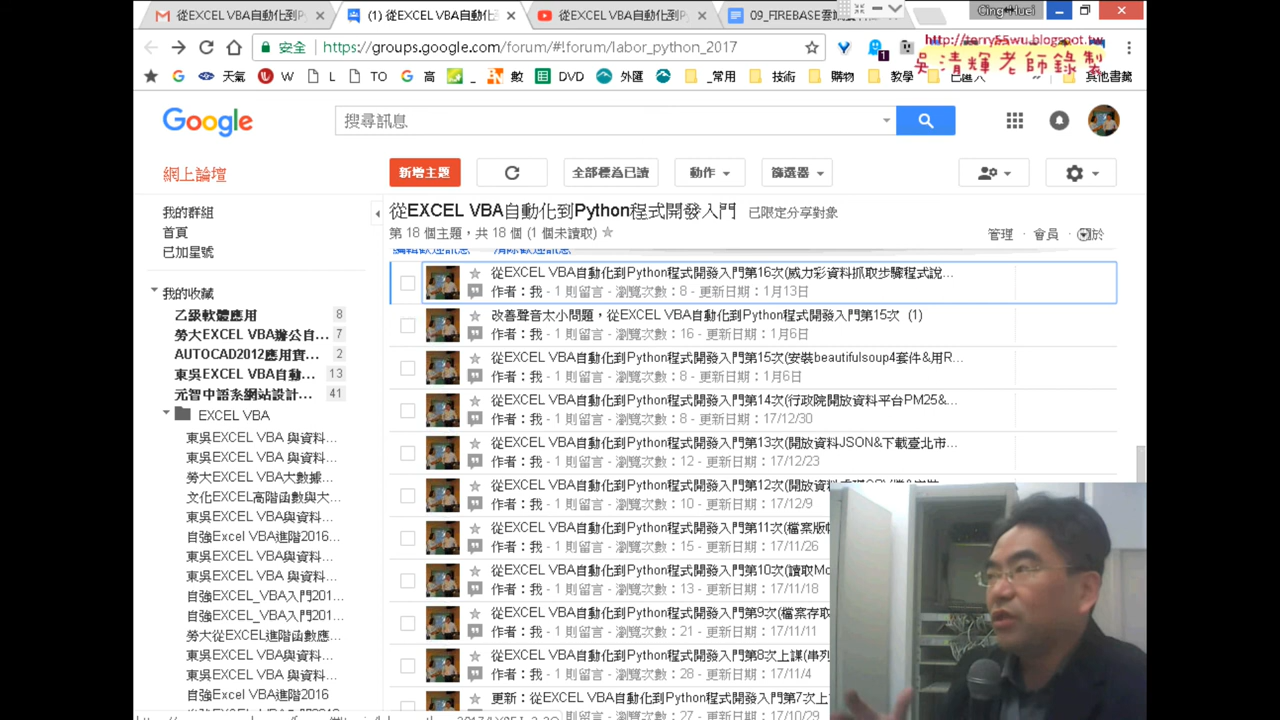 從EXCEL VBA自動化到P
(1) 從EXCEL VBA自動化
從EXCEL VBA自動化到P
09_FIREBASE雲端
Cing-Huei
安全
https://groups.google.com/forum/#!forum/labor_python_2017
http://terry55wu.blogspot.tw
吳清輝老師錄製
天氣 W L TO 高 數 DVD 外匯 _常用 技術 購物 教學 已匯入 其他書籤
Google
搜尋訊息
網上論壇
新增主題
全部標為已讀
動作
篩選器
從EXCEL VBA自動化到Python程式開發入門 已限定分享對象
第 18 個主題，共 18 個 (1 個未讀取)
管理 · 會員 ·
我的群組
首頁
已加星號
我的收藏
乙級軟體應用 8
勞大EXCEL VBA辦公自... 7
AUTOCAD2012應用實... 2
東吳EXCEL VBA自動... 13
元智中語系網站設計... 41
EXCEL VBA
東吳EXCEL VBA 與資料...
東吳EXCEL VBA 與資料...
勞大EXCEL VBA大數據...
文化EXCEL高階函數與大...
東吳EXCEL VBA與資料...
自強Excel VBA進階2016...
東吳EXCEL VBA與資料...
東吳EXCEL VBA 與資料...
自強EXCEL_VBA入門201...
自強EXCEL_VBA入門201...
勞大從EXCEL進階函數應...
東吳EXCEL VBA與資料...
東吳EXCEL VBA與資料...
自強Excel VBA進階2016
編輯歡迎訊息 清除歡迎訊息
從EXCEL VBA自動化到Python程式開發入門第16次(威力彩資料抓取步驟程式說...
作者：我 - 1 則留言 - 瀏覽次數：8 - 更新日期：1月13日
改善聲音太小問題，從EXCEL VBA自動化到Python程式開發入門第15次 (1)
作者：我 - 1 則留言 - 瀏覽次數：16 - 更新日期：1月6日
從EXCEL VBA自動化到Python程式開發入門第15次(安裝beautifulsoup4套件&用R...
作者：我 - 1 則留言 - 瀏覽次數：8 - 更新日期：1月6日
從EXCEL VBA自動化到Python程式開發入門第14次(行政院開放資料平台PM25&...
作者：我 - 1 則留言 - 瀏覽次數：8 - 更新日期：17/12/30
從EXCEL VBA自動化到Python程式開發入門第13次(開放資料JSON&下載臺北市...
作者：我 - 1 則留言 - 瀏覽次數：12 - 更新日期：17/12/23
從EXCEL VBA自動化到Python程式開發入門第12次(開放資料
作者：我 - 1 則留言 - 瀏覽次數：10 - 更新日期：17/12/9
從EXCEL VBA自動化到Python程式開發入門第11次(檔案版
作者：我 - 1 則留言 - 瀏覽次數：15 - 更新日期：17/11/26
從EXCEL VBA自動化到Python程式開發入門第10次(讀取Mo
作者：我 - 1 則留言 - 瀏覽次數：13 - 更新日期：17/11/18
從EXCEL VBA自動化到Python程式開發入門第9次(檔案存取
作者：我 - 1 則留言 - 瀏覽次數：21 - 更新日期：17/11/11
從EXCEL VBA自動化到Python程式開發入門第8次上課(串列
作者：我 - 1 則留言 - 瀏覽次數：28 - 更新日期：17/11/4
更新：從EXCEL VBA自動化到Python程式開發入門第7次上